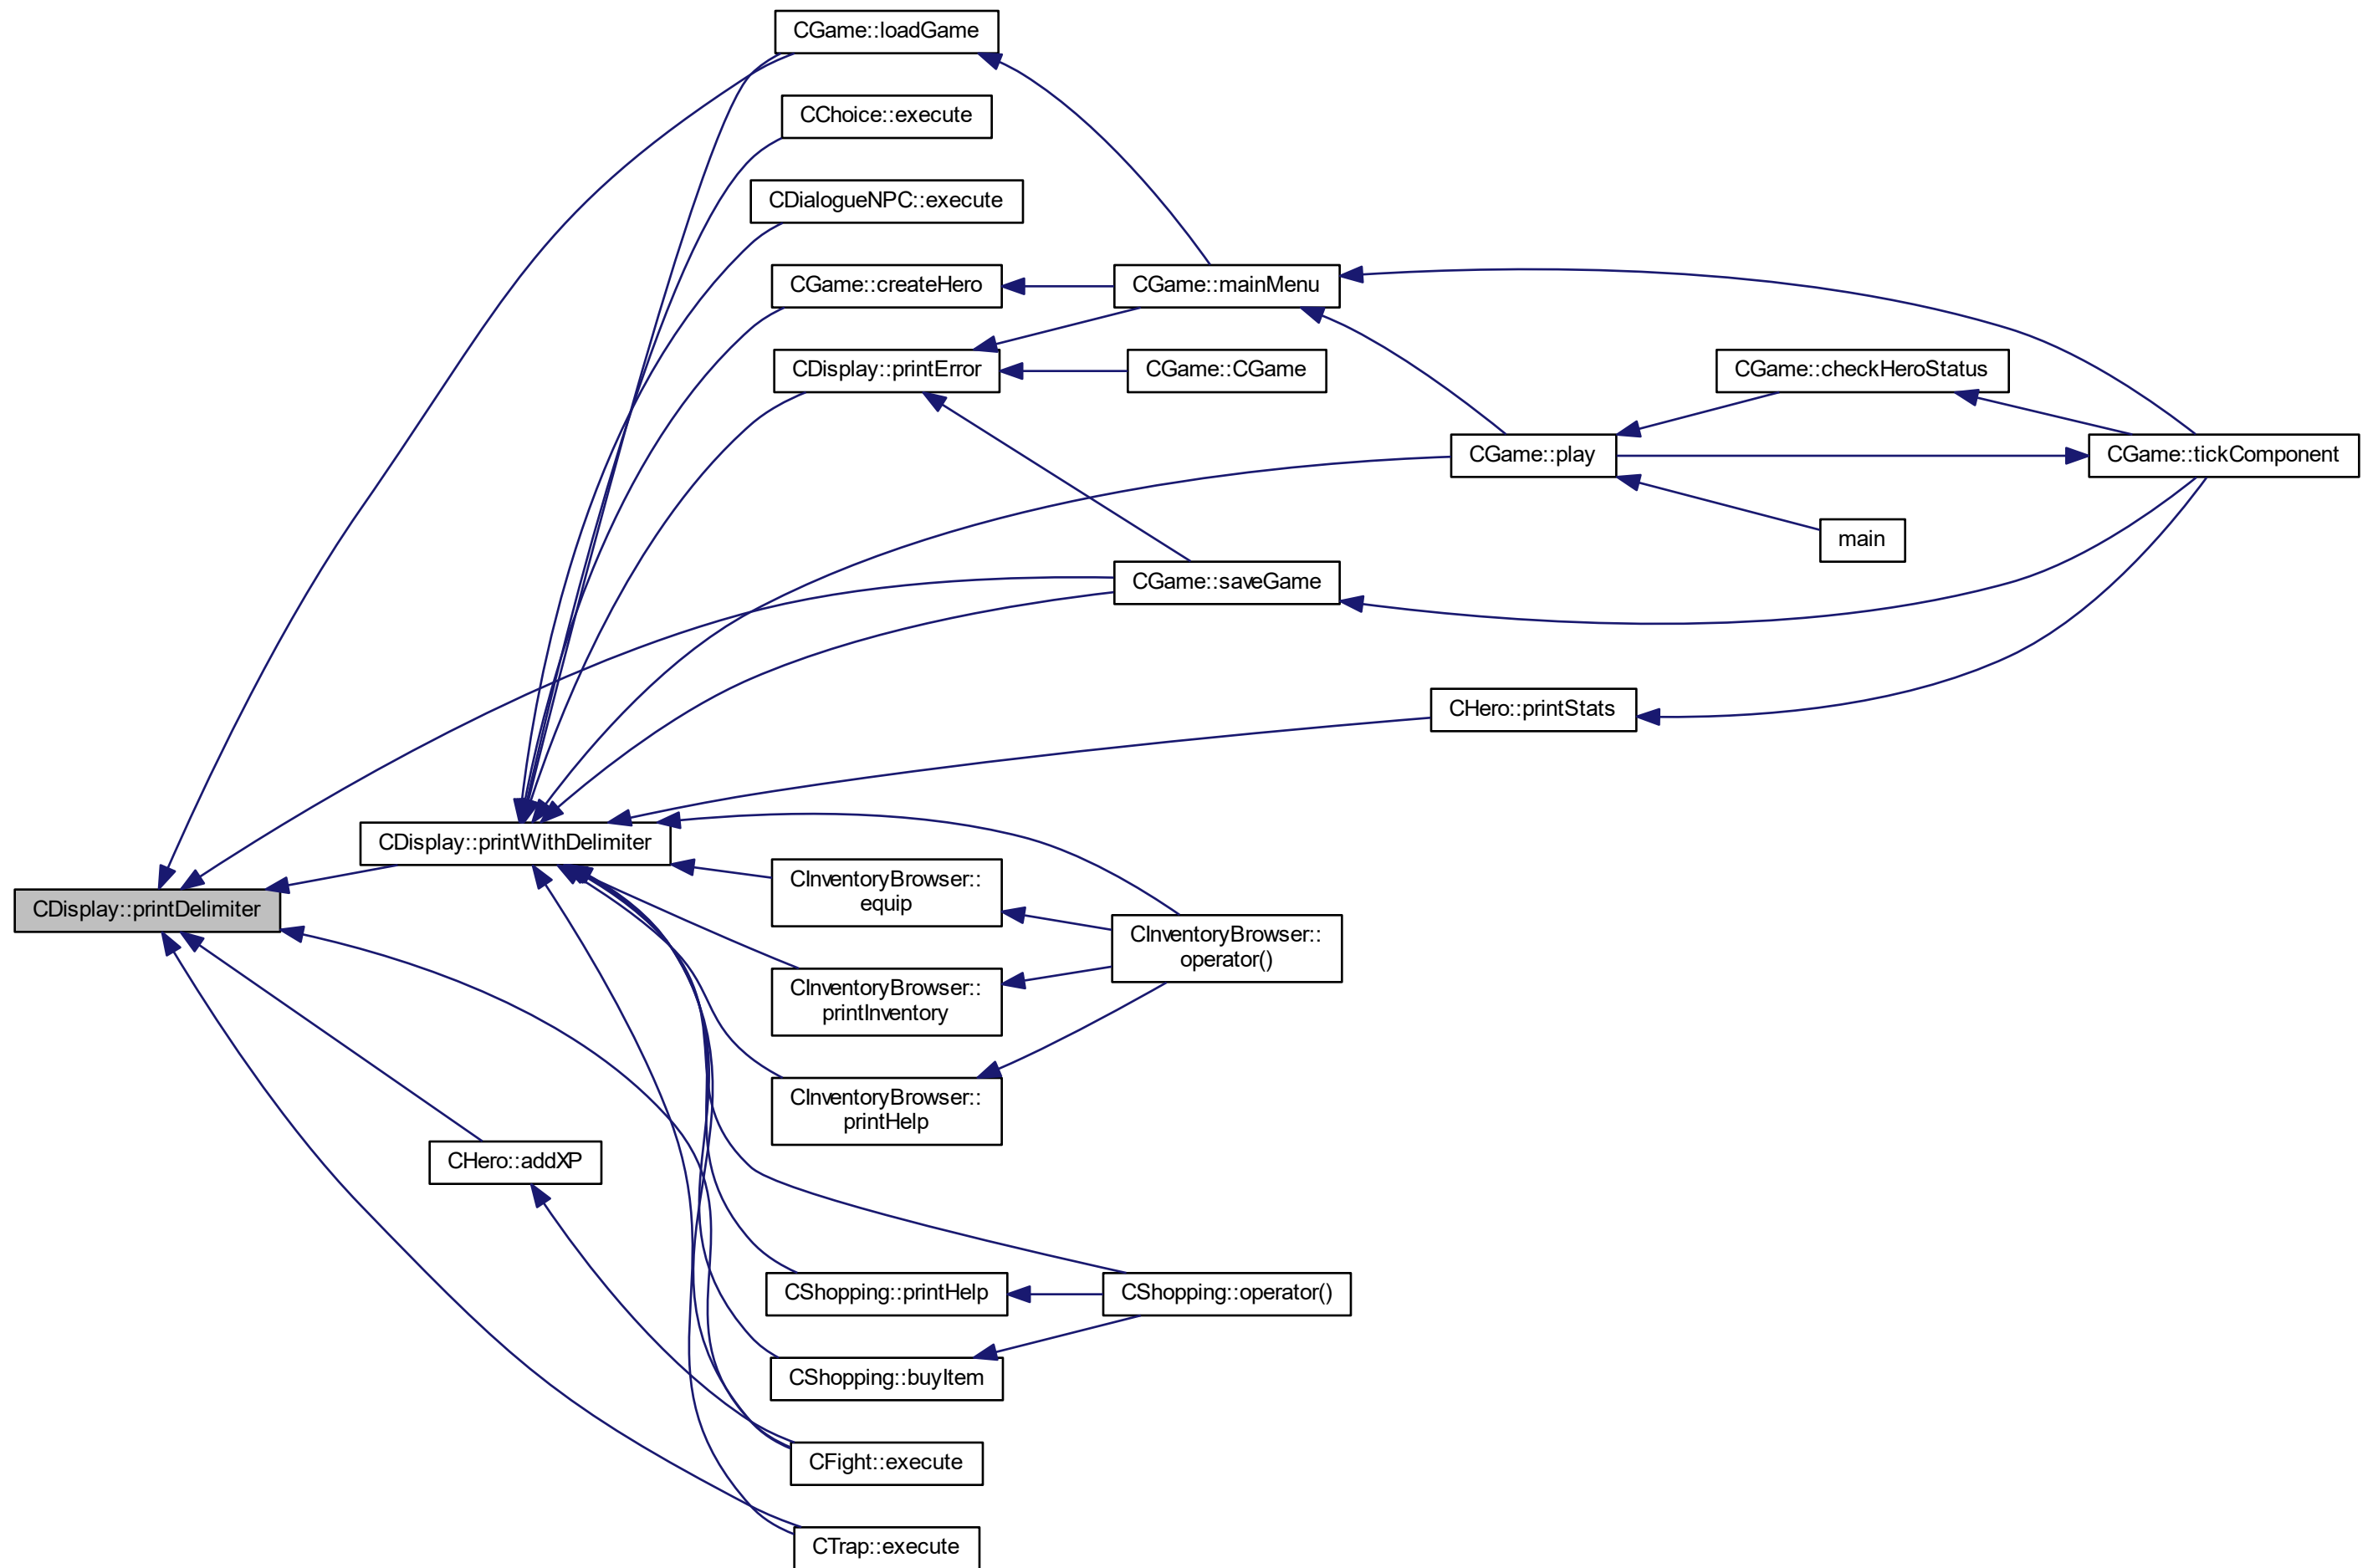 CGame::loadGame
CChoice::execute
CDialogueNPC::execute
CGame::createHero
CGame::mainMenu
CDisplay::printError
CGame::CGame
CGame::checkHeroStatus
CGame::play
CGame::tickComponent
main
CGame::saveGame
CHero::printStats
CDisplay::printWithDelimiter
CInventoryBrowser::
equip
CDisplay::printDelimiter
CInventoryBrowser::
operator()
CInventoryBrowser::
printInventory
CInventoryBrowser::
printHelp
CHero::addXP
CShopping::printHelp
CShopping::operator()
CShopping::buyItem
CFight::execute
CTrap::execute